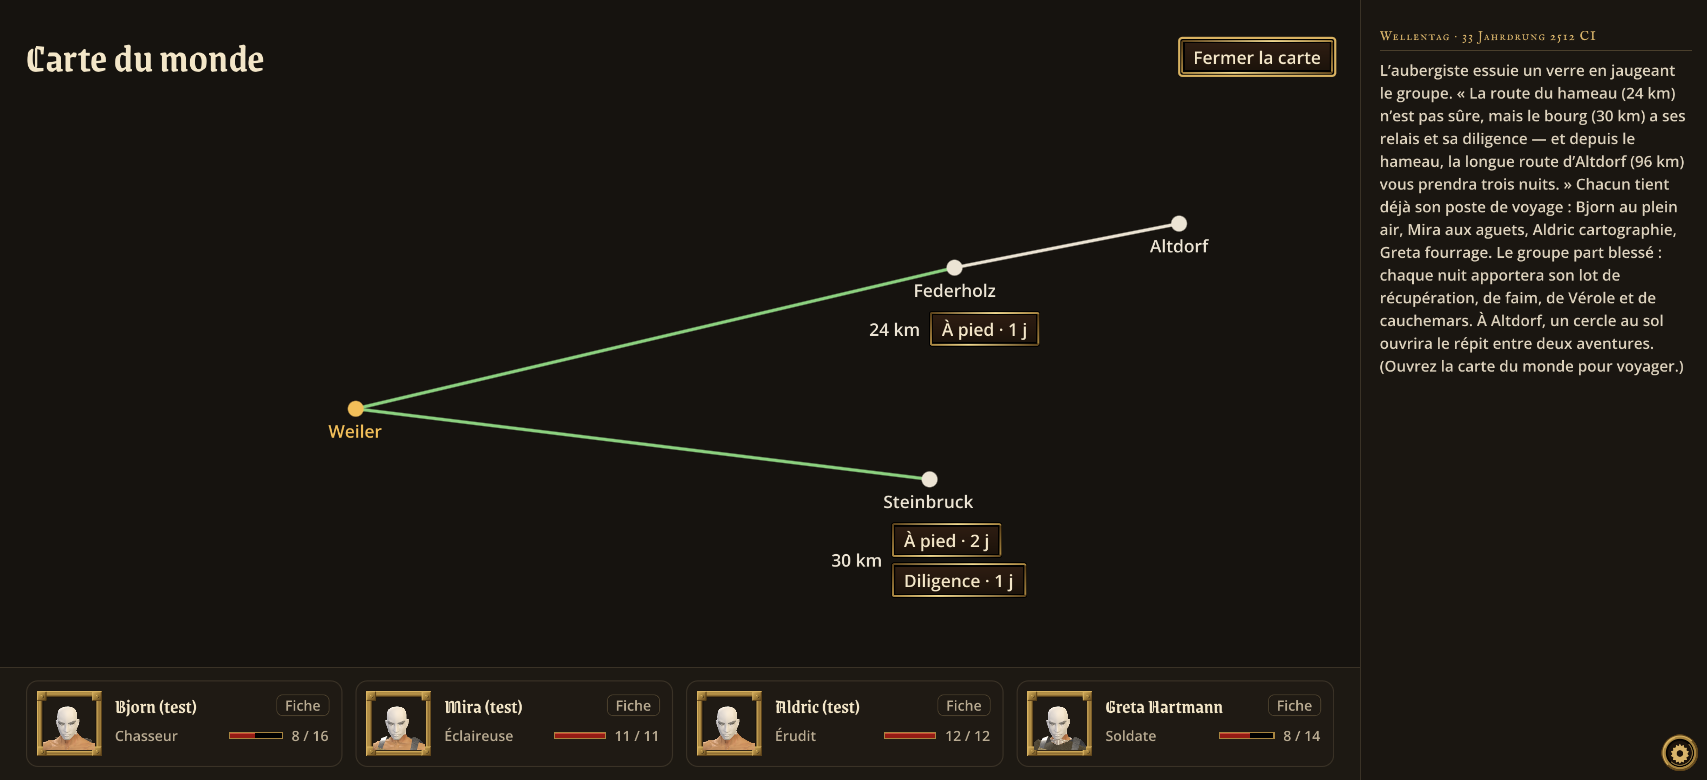 Carte du monde
Fermer la carte
Altdorf
Federholz
24 km
À pied · 1 j
Weiler
Steinbruck
30 km
À pied · 2 j
Diligence · 1 j
Bjorn (test)
Fiche
Chasseur
8 / 16
Mira (test)
Fiche
Éclaireuse
11 / 11
Aldric (test)
Fiche
Érudit
12 / 12
Greta Hartmann
Fiche
Soldate
8 / 14
Wellentag · 33 Jahrdrung 2512 CI
L’aubergiste essuie un verre en jaugeant
le groupe. « La route du hameau (24 km)
n’est pas sûre, mais le bourg (30 km) a ses
relais et sa diligence — et depuis le
hameau, la longue route d’Altdorf (96 km)
vous prendra trois nuits. » Chacun tient
déjà son poste de voyage : Bjorn au plein
air, Mira aux aguets, Aldric cartographie,
Greta fourrage. Le groupe part blessé :
chaque nuit apportera son lot de
récupération, de faim, de Vérole et de
cauchemars. À Altdorf, un cercle au sol
ouvrira le répit entre deux aventures.
(Ouvrez la carte du monde pour voyager.)